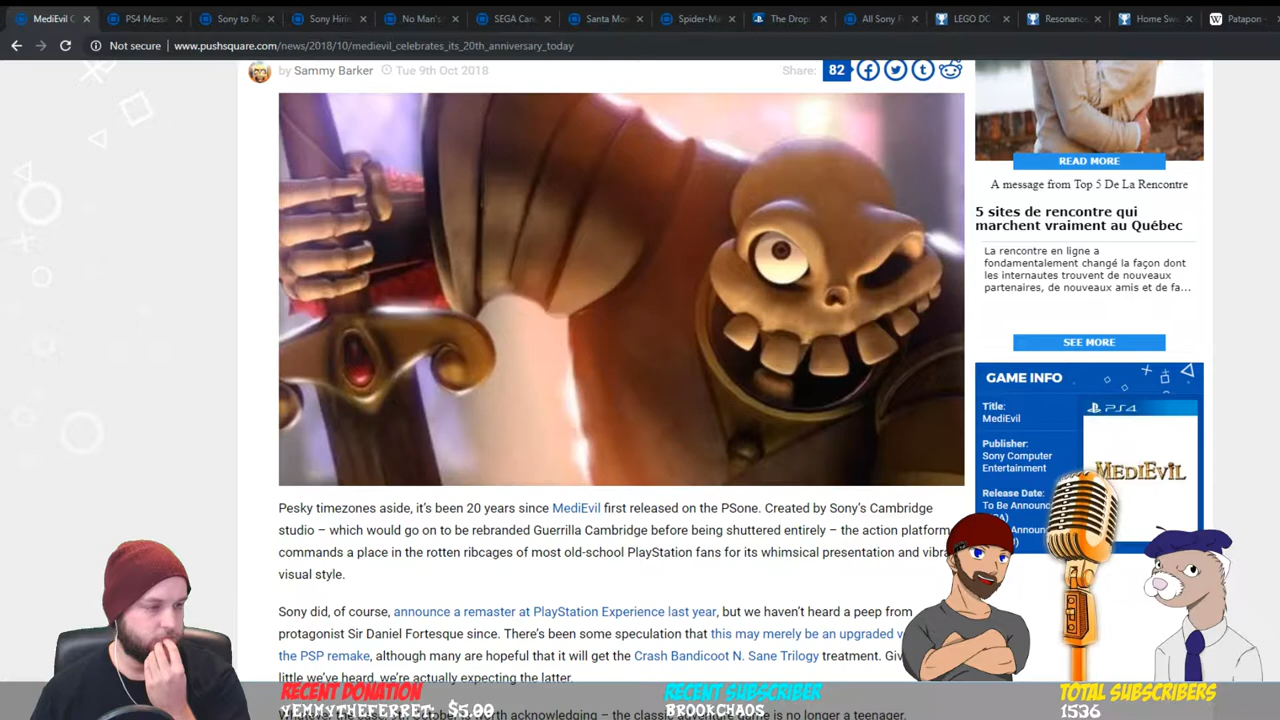 MediEvil C
PS4 Messa
Sony to Re
Sony Hirin
No Man's
SEGA Can
Santa Mo
Spider-Ma
The Drop
All Sony F
LEGO DC
Resonance
Home Swe
Patapon -
Not secure
www.pushsquare.com/news/2018/10/medievil_celebrates_its_20th_anniversary_today
by Sammy Barker Tue 9th Oct 2018
Share: 82
READ MORE
A message from Top 5 De La Rencontre
5 sites de rencontre qui
marchent vraiment au Québec
La rencontre en ligne a
fondamentalement changé la façon dont
les internautes trouvent de nouveaux
partenaires, de nouveaux amis et de fa...
SEE MORE
GAME INFO
Title:
MediEvil
Publisher:
Sony Computer
Entertainment
Release Date:
To Be Announc
PS4
MEDIEVIL
Pesky timezones aside, it's been 20 years since MediEvil first released on the PSone. Created by Sony's Cambridge
studio – which would go on to be rebranded Guerrilla Cambridge before being shuttered entirely – the action platform
commands a place in the rotten ribcages of most old-school PlayStation fans for its whimsical presentation and vibra
visual style.
Sony did, of course, announce a remaster at PlayStation Experience last year, but we haven't heard a peep from
protagonist Sir Daniel Fortesque since. There's been some speculation that this may merely be an upgraded v
the PSP remake, although many are hopeful that it will get the Crash Bandicoot N. Sane Trilogy treatment. Giv
little we've heard, we're actually expecting the latter.
the classic adventure game is no longer a teenager.
RECENT DONATION
YEMMYTHEFERRET: $5.00
RECENT SUBSCRIBER
BROOKCHAOS
TOTAL SUBSCRIBERS
1536